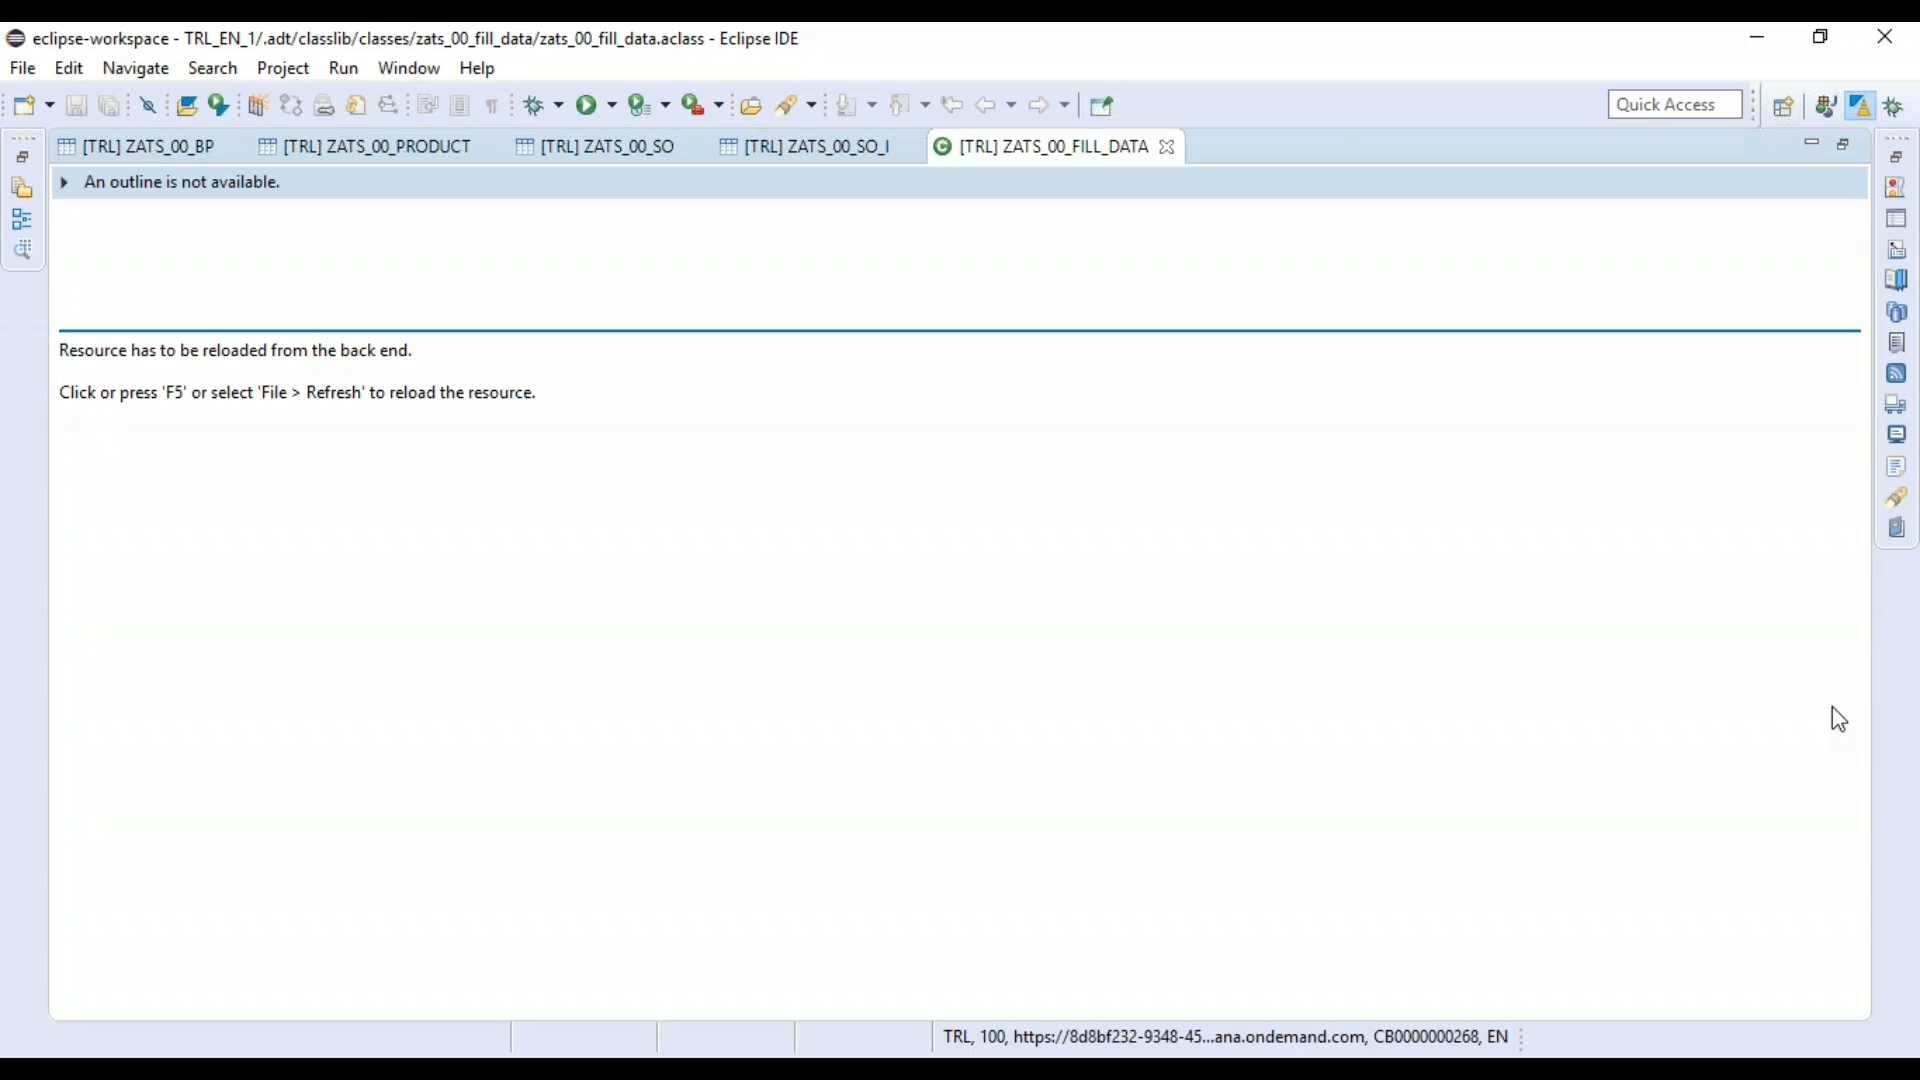 eclipse-workspace - TRL_EN_1/.adt/classlib/classes/zats_00_fill_data/zats_00_fill_data.aclass - Eclipse IDE
File Edit Navigate Search Project Run Window Help
Quick Access
[TRL] ZATS_00_BP [TRL] ZATS_00_PRODUCT [TRL] ZATS_00_SO [TRL] ZATS_00_SO_I [TRL] ZATS_00_FILL_DATA
An outline is not available.
Resource has to be reloaded from the back end.
Click or press 'F5' or select 'File > Refresh' to reload the resource.
TRL, 100, https://8d8bf232-9348-45...ana.ondemand.com, CB0000000268, EN